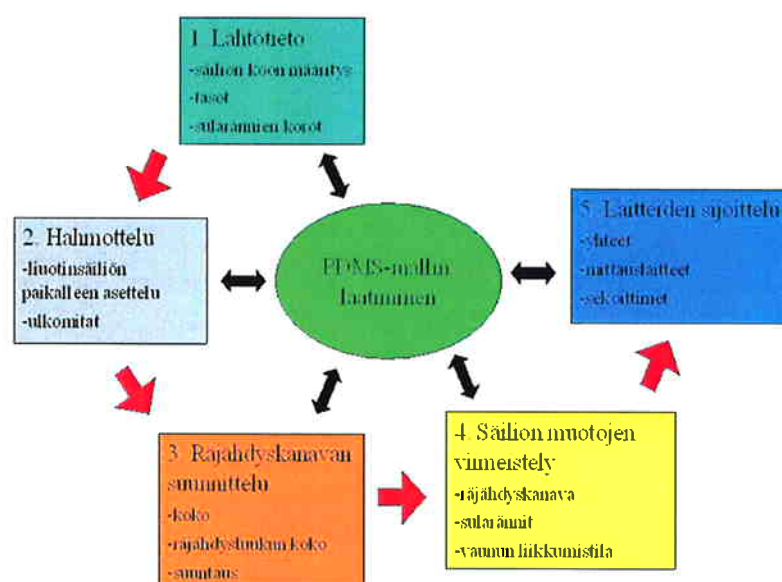 1. Lähtötieto
-säiliön koon määritys
-tasot
-sularännien korot
2. Hahmottelu
-liuotinsäiliön
paikalleen asettelu
-ulkomitat
PDMS-mallin
laatiminen
5. Laitteiden sijoittelu
-yhteet
-mittauslaitteet
-sekoittimet
3. Räjähdyskanavan
suunnittelu
-koko
-räjähdysluukun koko
-suuntaus
4. Säiliön muotojen
viimeistely
-räjähdyskanava
-sularännit
-vaunun liikkumistila